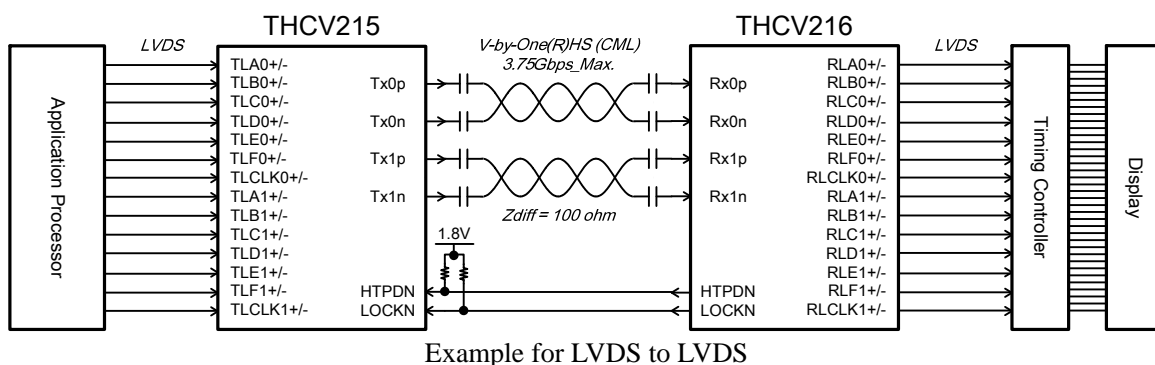 THCV215
THCV216
LVDS
V-by-One(R)HS (CML)
3.75Gbps_Max.
LVDS
Application Processor
TLA0+/-
TLB0+/-
TLC0+/-
TLD0+/-
TLE0+/-
TLF0+/-
TLCLK0+/-
TLA1+/-
TLB1+/-
TLC1+/-
TLD1+/-
TLE1+/-
TLF1+/-
TLCLK1+/-
Tx0p
Tx0n
Tx1p
Tx1n
HTPDN
LOCKN
Zdiff = 100 ohm
1.8V
Rx0p
Rx0n
Rx1p
Rx1n
HTPDN
LOCKN
RLA0+/-
RLB0+/-
RLC0+/-
RLD0+/-
RLE0+/-
RLF0+/-
RLCLK0+/-
RLA1+/-
RLB1+/-
RLC1+/-
RLD1+/-
RLE1+/-
RLF1+/-
RLCLK1+/-
Timing Controller
Display
Example for LVDS to LVDS